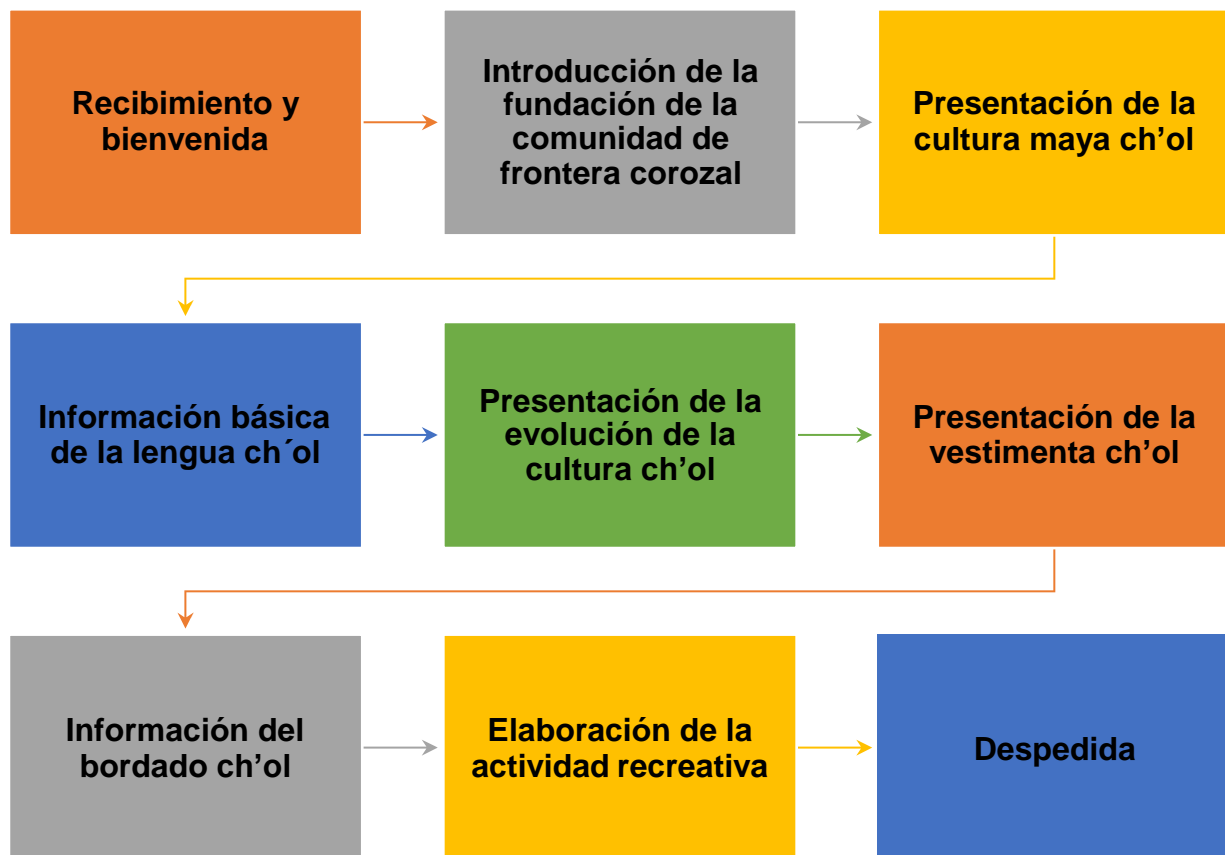 Recibimiento y
bienvenida
Introducción de la
fundación de la
comunidad de
frontera corozal
Presentación de la
cultura maya ch’ol
Información básica
de la lengua ch´ol
Presentación de la
evolución de la
cultura ch’ol
Presentación de la
vestimenta ch’ol
Información del
bordado ch’ol
Elaboración de la
actividad recreativa
Despedida